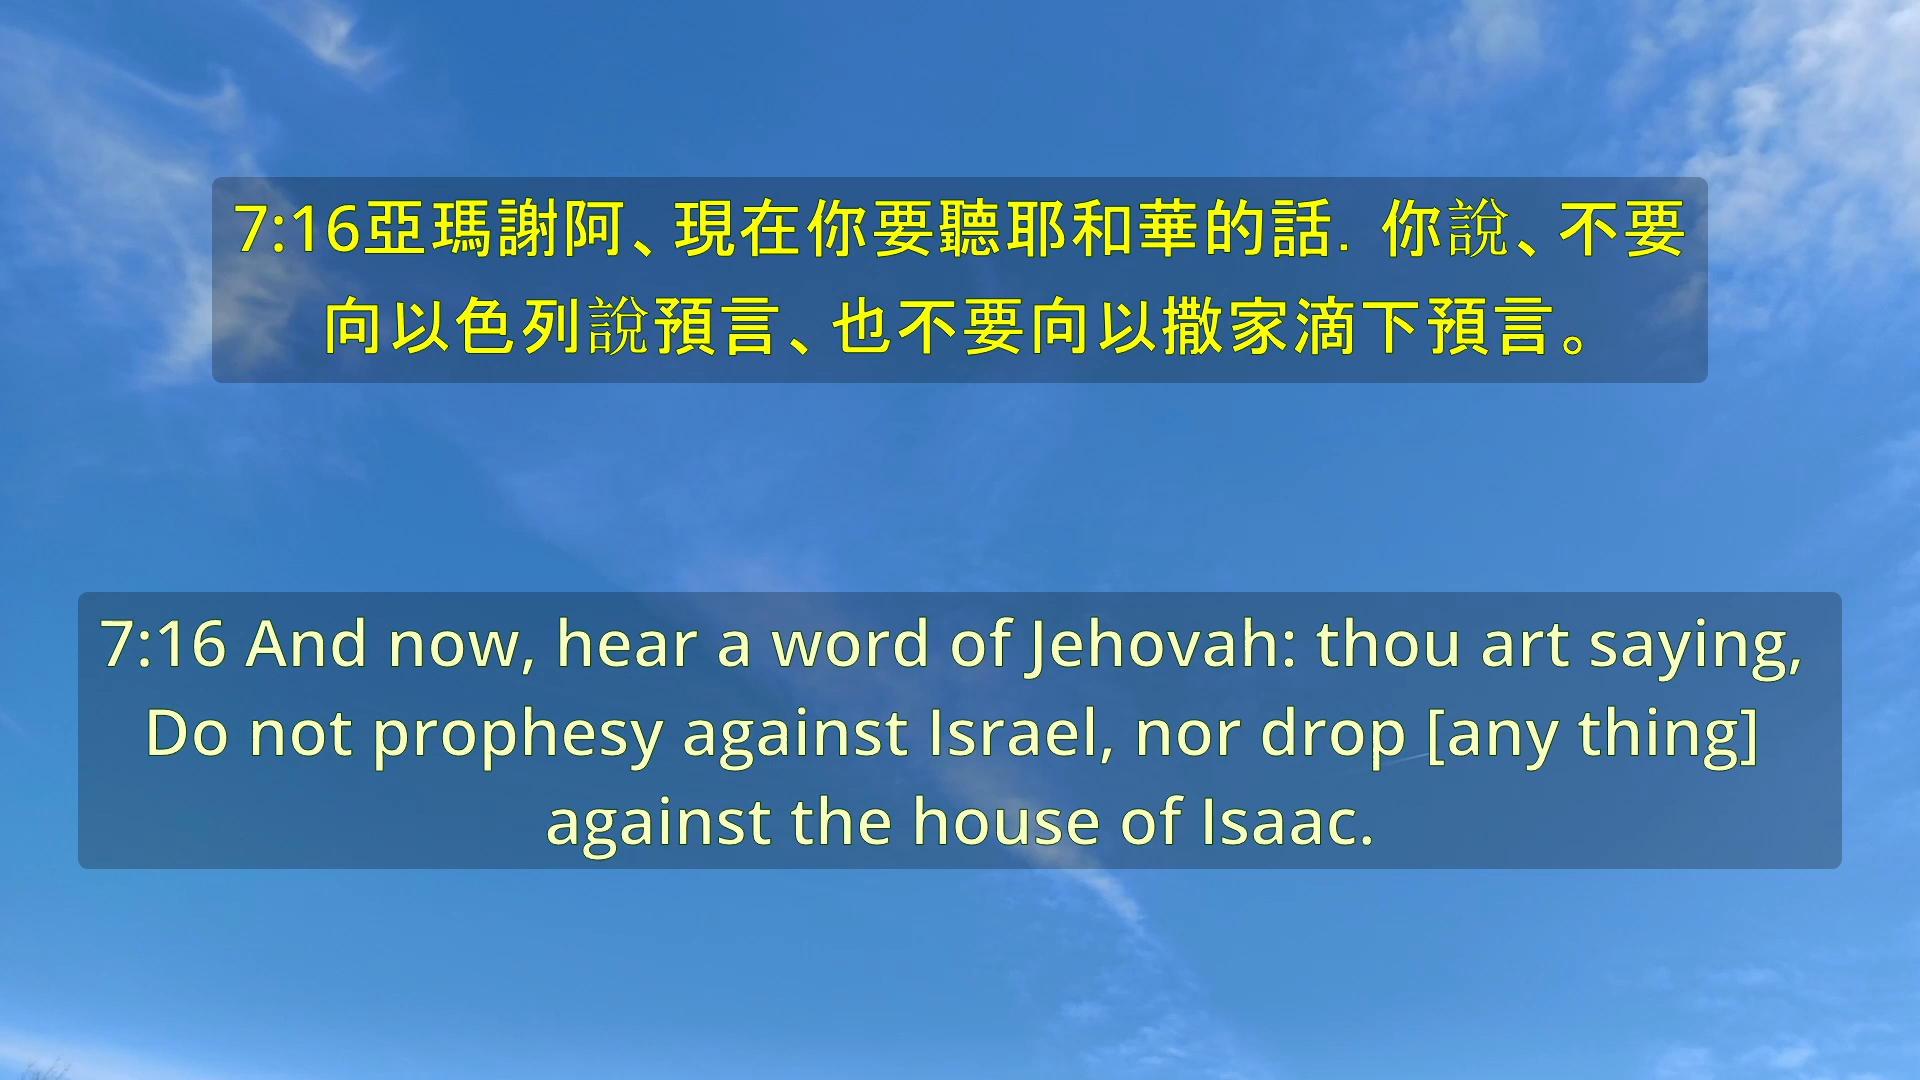 7:16亞瑪謝阿、現在你要聽耶和華的話．你說、不要
向以色列說預言、也不要向以撒家滴下預言。
7:16 And now, hear a word of Jehovah: thou art saying,
Do not prophesy against Israel, nor drop [any thing]
against the house of Isaac.